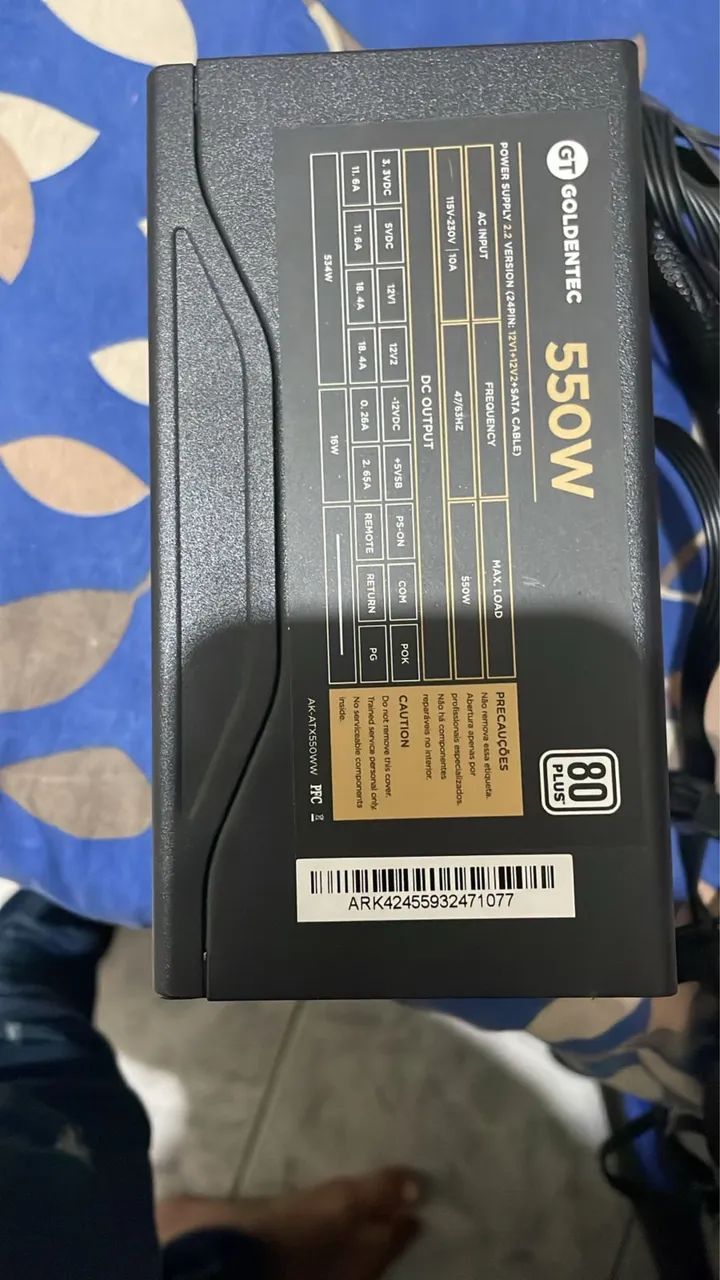 GT GOLDENTEC
550W
80
PLUS
POWER SUPPLY 2.2 VERSION (24PIN: 12V1+12V2+SATA CABLE)
AC INPUT FREQUENCY MAX. LOAD
115V-230V 10A 47/63HZ 550W
DC OUTPUT
3.3VDC 5VDC 12V1 12V2 -12VDC +5VSB PS-ON COM POK
11.6A 11.6A 18.4A 18.4A 0.26A 2.65A REMOTE RETURN PG
534W 16W
PRECAUÇÕES
Não remova essa etiqueta.
Abertura apenas por
profissionais especializados.
Não há componentes
reparáveis no interior.
CAUTION
Do not remove this cover.
Trained service personal only.
No serviceable components
inside.
AK-ATX550WW PFC
ARK42455932471077